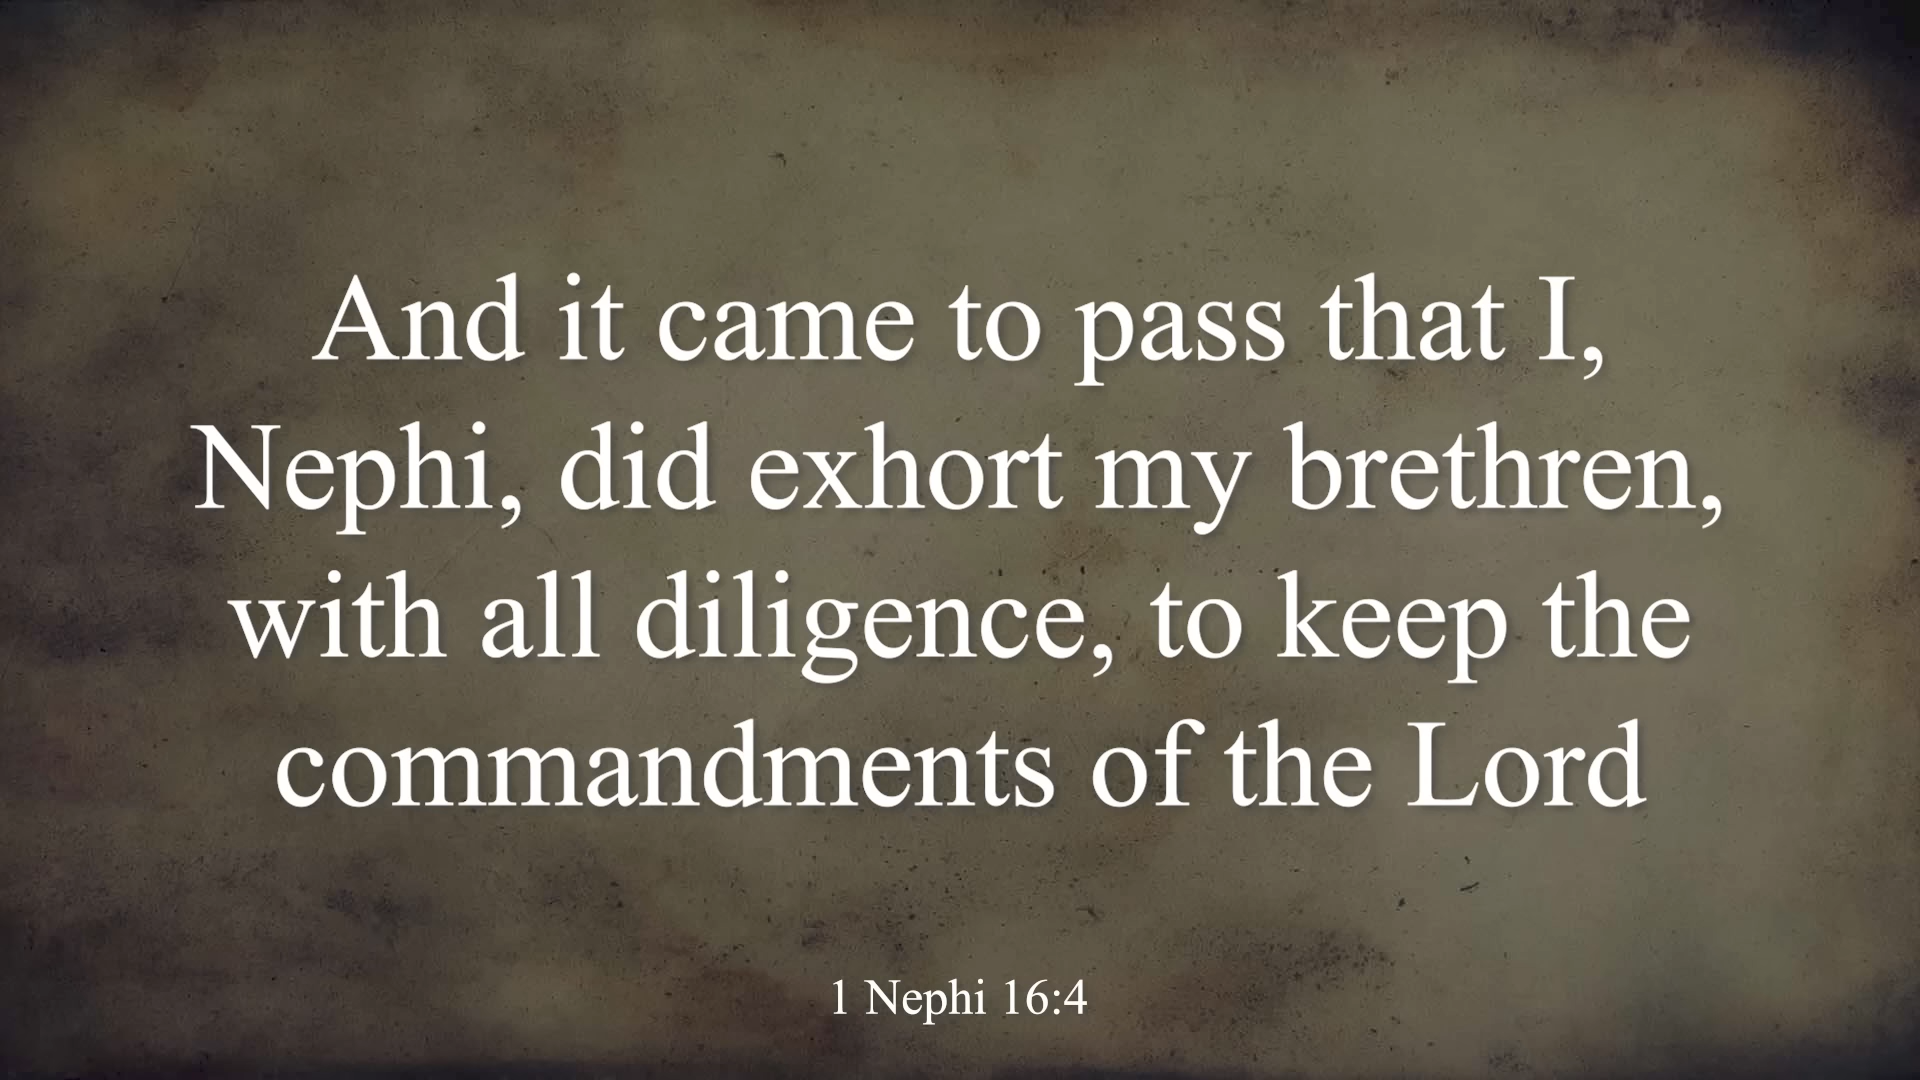 And it came to pass that I,
Nephi, did exhort my brethren,
with all diligence, to keep the
commandments of the Lord
1 Nephi 16:4